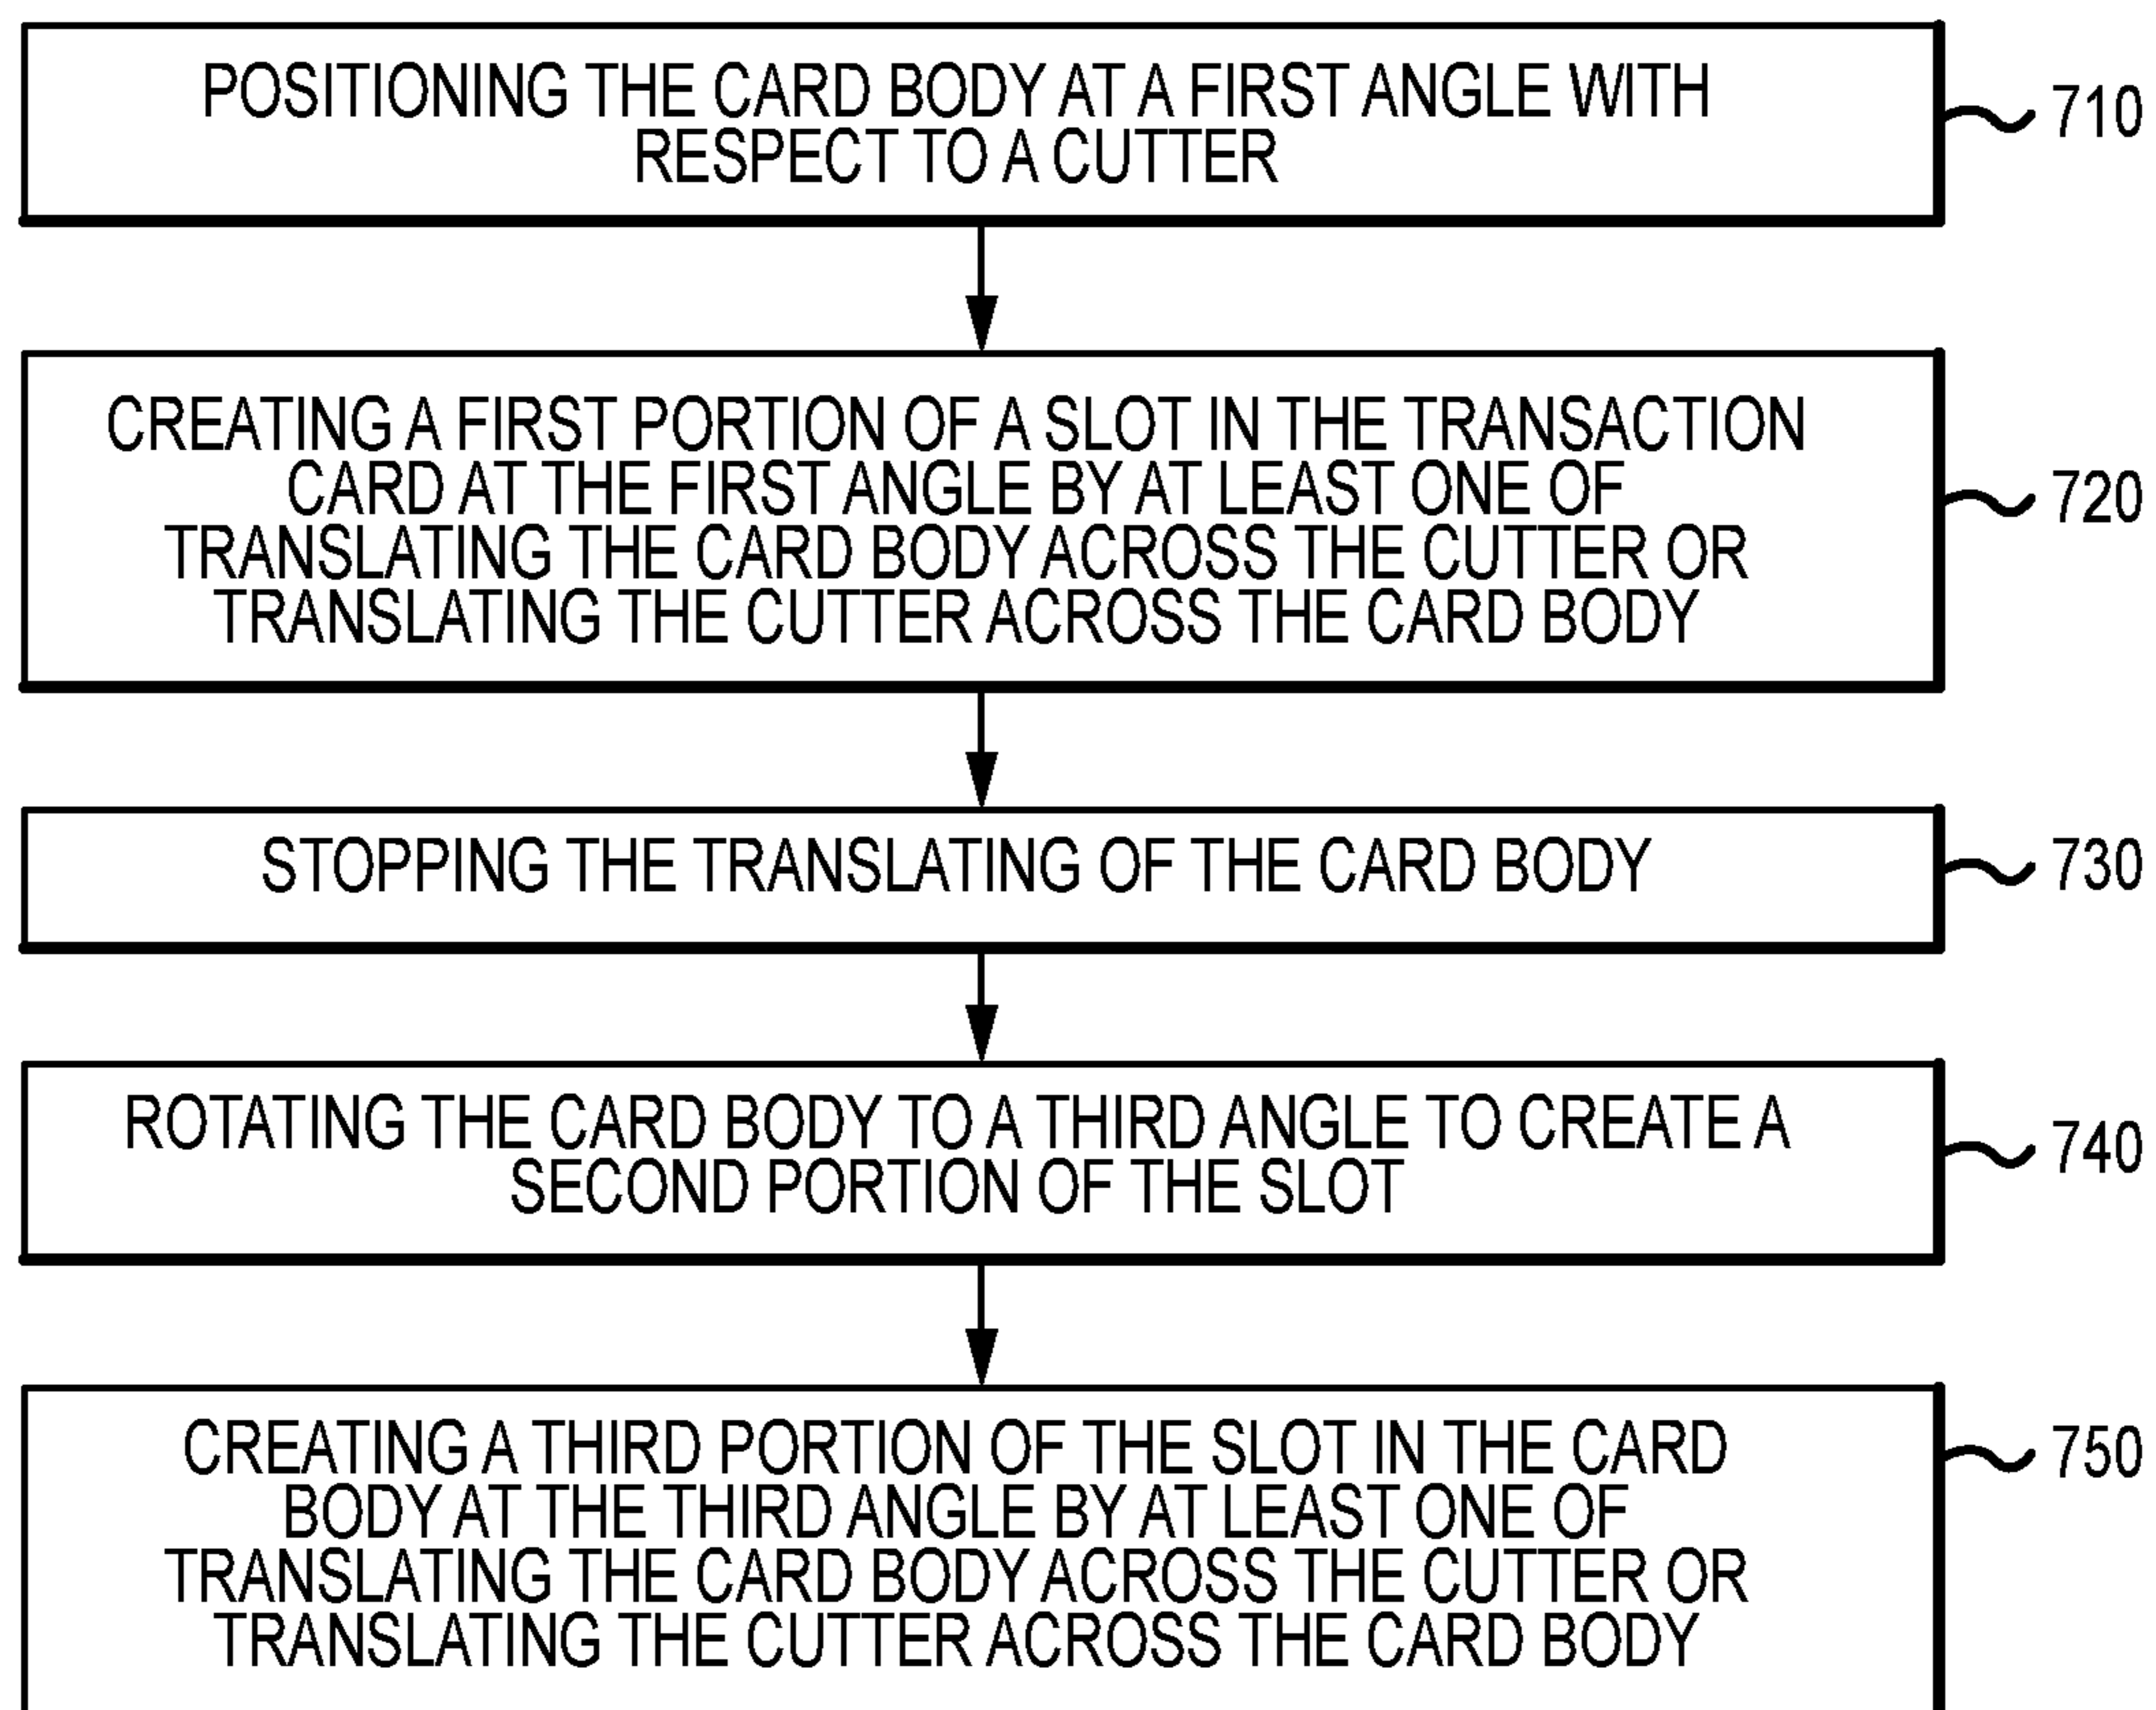 POSITIONING THE CARD BODY AT A FIRST ANGLE WITH
RESPECT TO A CUTTER
710
CREATING A FIRST PORTION OF A SLOT IN THE TRANSACTION
CARD AT THE FIRST ANGLE BY AT LEAST ONE OF
TRANSLATING THE CARD BODY ACROSS THE CUTTER OR
TRANSLATING THE CUTTER ACROSS THE CARD BODY
720
STOPPING THE TRANSLATING OF THE CARD BODY
730
ROTATING THE CARD BODY TO A THIRD ANGLE TO CREATE A
SECOND PORTION OF THE SLOT
740
CREATING A THIRD PORTION OF THE SLOT IN THE CARD
BODY AT THE THIRD ANGLE BY AT LEAST ONE OF
TRANSLATING THE CARD BODY ACROSS THE CUTTER OR
TRANSLATING THE CUTTER ACROSS THE CARD BODY
750